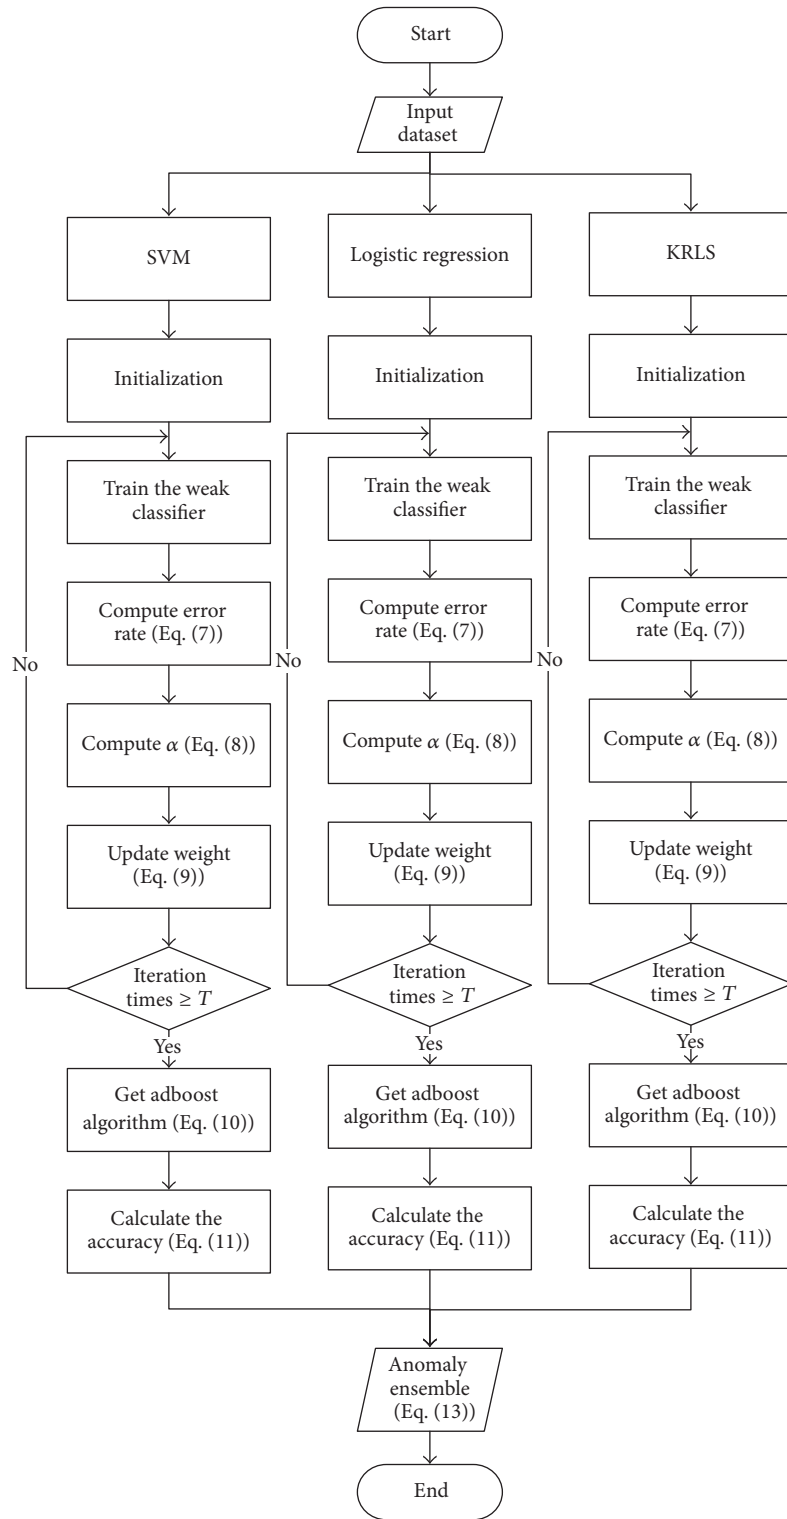 Start
Input
dataset
SVM
Initialization
Train the weak
classifier
Compute error
rate (Eq. (7))
No
Compute α (Eq. (8))
Update weight
(Eq. (9))
Iteration
times ≥ T
Yes
Get adboost
algorithm (Eq. (10))
Calculate the
accuracy (Eq. (11))
Logistic regression
Initialization
Train the weak
classifier
Compute error
rate (Eq. (7))
No
Compute α (Eq. (8))
Update weight
(Eq. (9))
Iteration
times ≥ T
Yes
Get adboost
algorithm (Eq. (10))
Calculate the
accuracy (Eq. (11))
KRLS
Initialization
Train the weak
classifier
Compute error
rate (Eq. (7))
No
Compute α (Eq. (8))
Update weight
(Eq. (9))
Iteration
times ≥ T
Yes
Get adboost
algorithm (Eq. (10))
Calculate the
accuracy (Eq. (11))
Anomaly
ensemble
(Eq. (13))
End